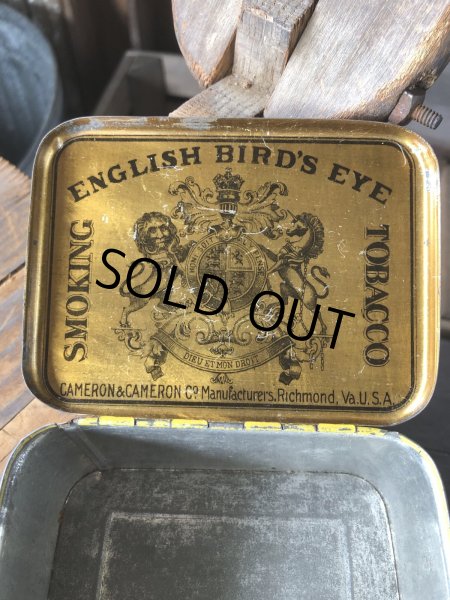 ENGLISH BIRD'S EYE
SMOKING
TOBACCO
SOLD OUT
DIEU ET MON DROIT
CAMERON & CAMERON Co Manufacturers, Richmond, Va. U.S.A.